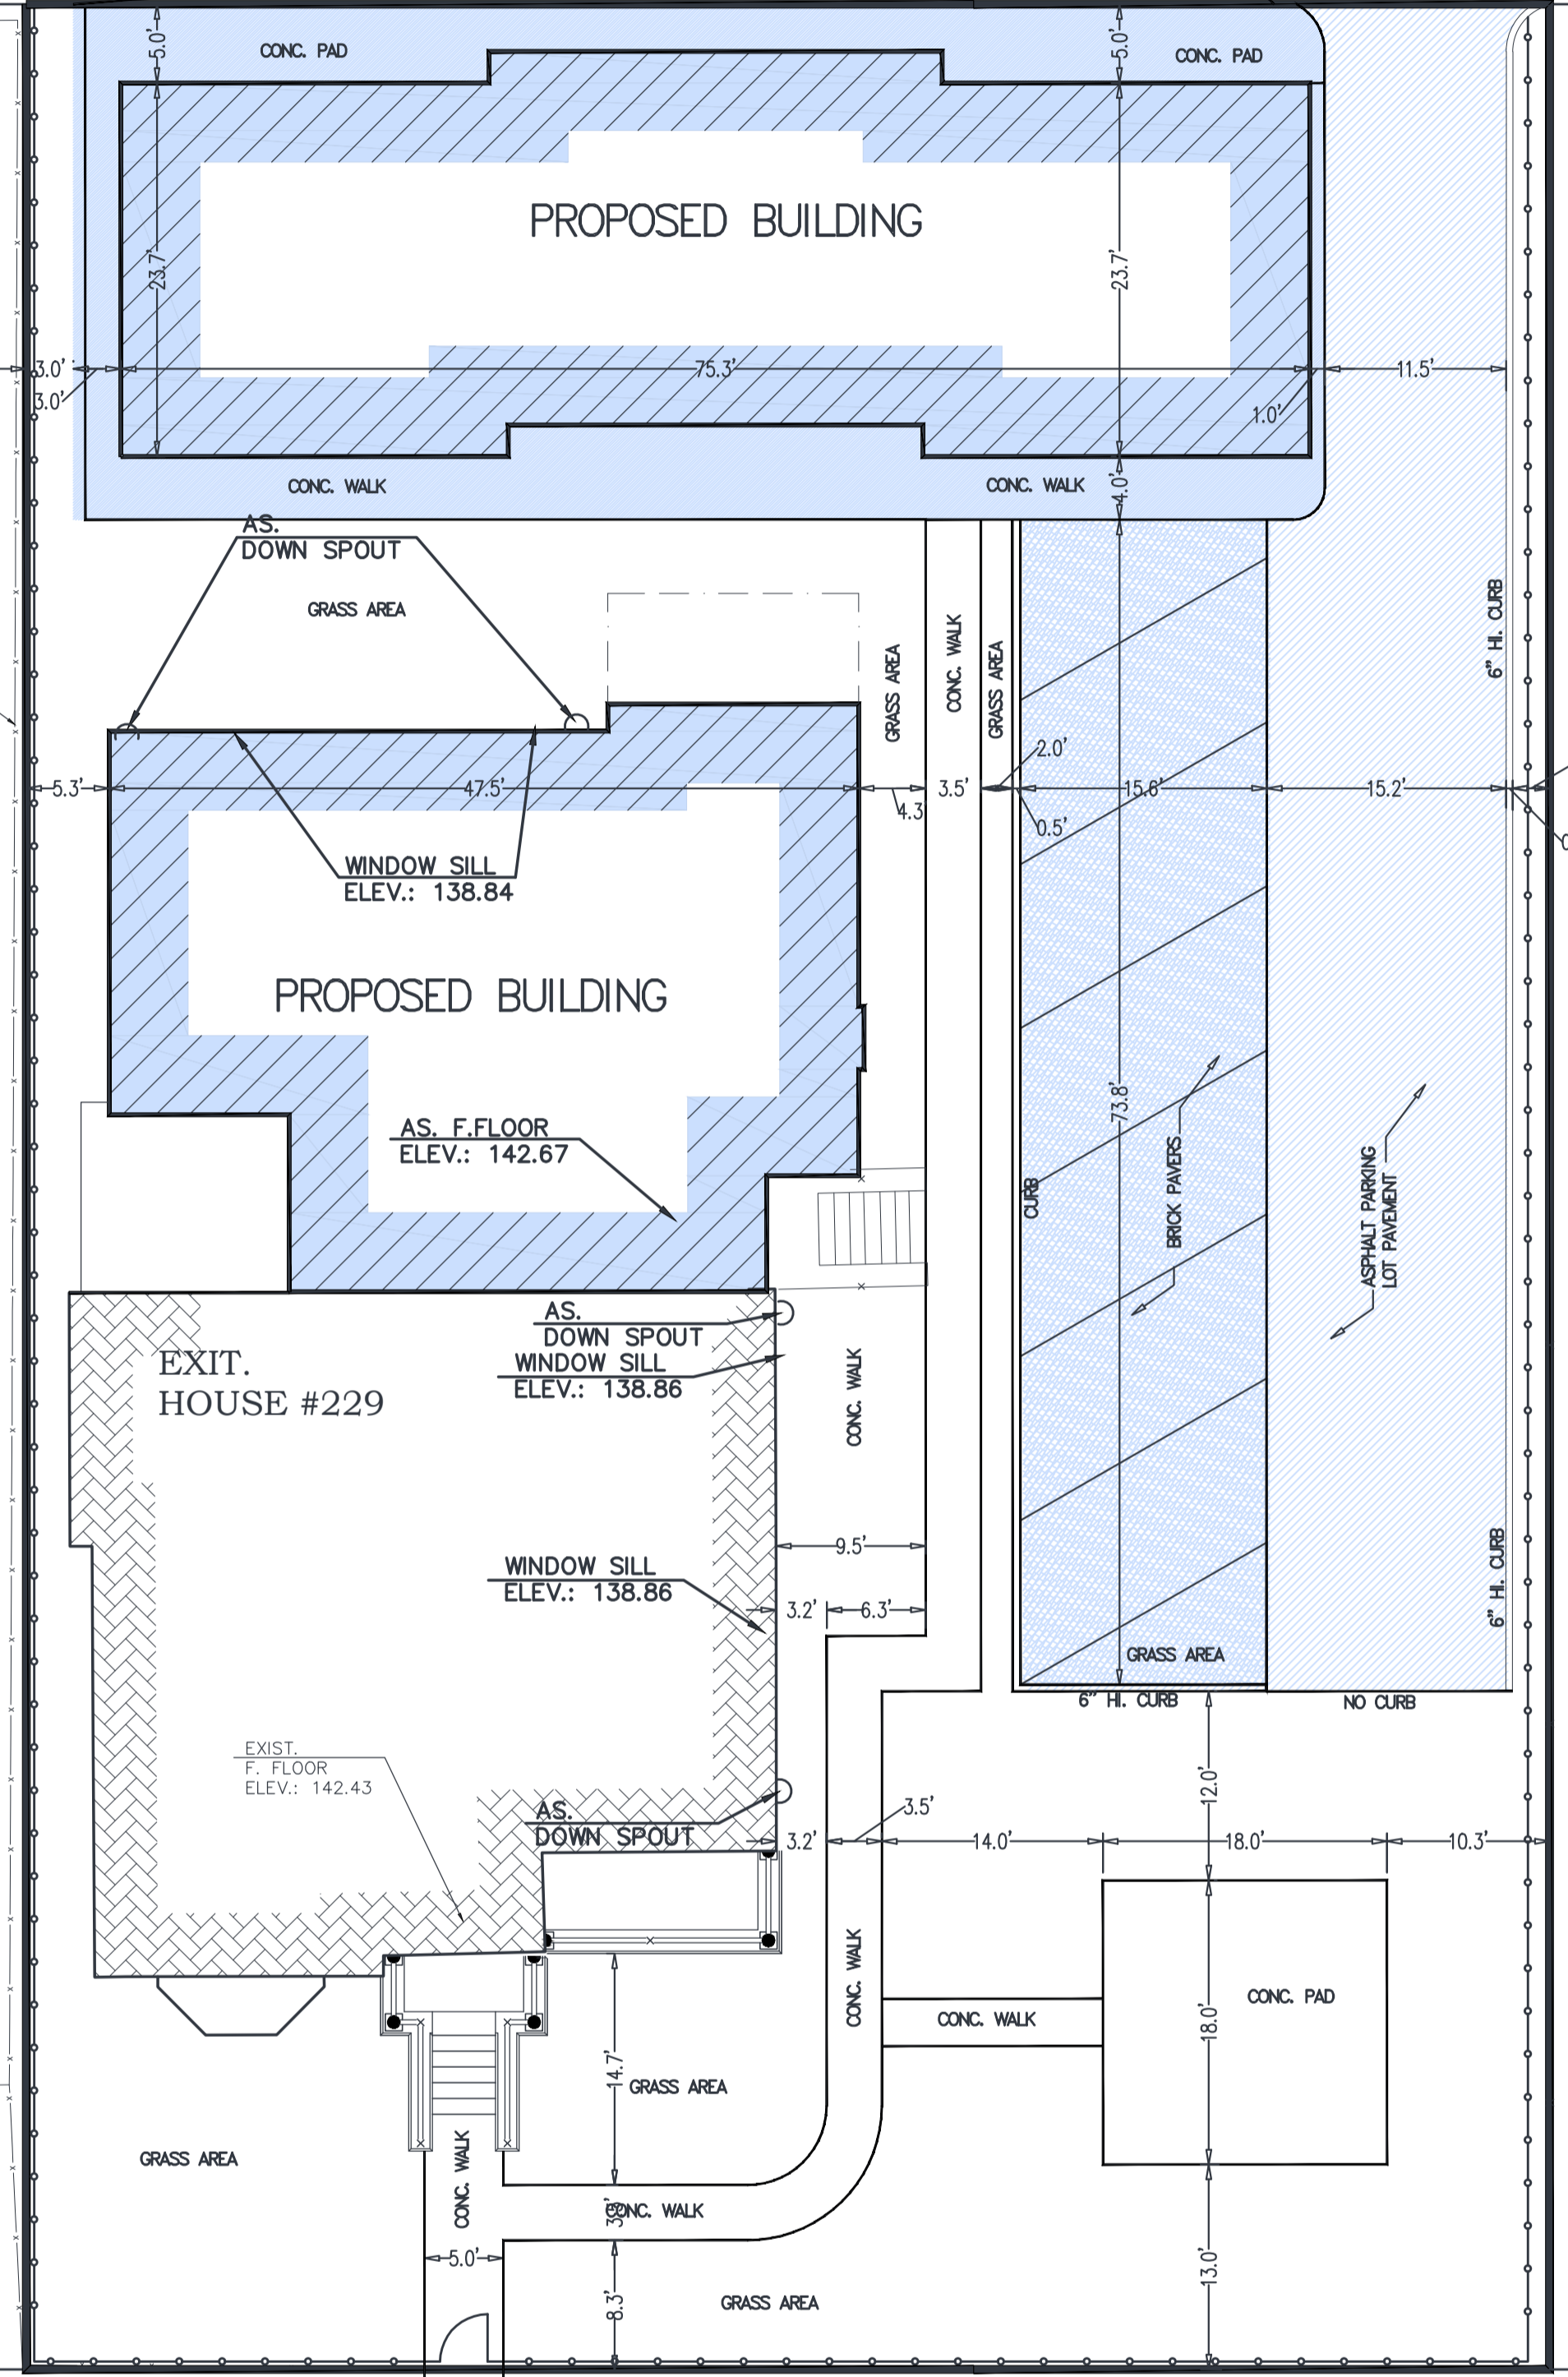 5.0'
CONC. PAD
5.0'
CONC. PAD
PROPOSED BUILDING
23.7'
23.7'
3.0'
75.3'
11.5'
3.0'
1.0'
CONC. WALK
CONC. WALK
4.0'
AS.
DOWN SPOUT
GRASS AREA
GRASS AREA
CONC. WALK
GRASS AREA
6" HI. CURB
2.0'
5.3'
47.5'
4.3
3.5'
15.6'
15.2'
0.5'
WINDOW SILL
ELEV.: 138.84
PROPOSED BUILDING
AS. F.FLOOR
ELEV.: 142.67
73.8'
CURB
BRICK PAVERS
ASPHALT PARKING
LOT PAVEMENT
AS.
DOWN SPOUT
WINDOW SILL
ELEV.: 138.86
EXIT.
HOUSE #229
CONC. WALK
9.5'
WINDOW SILL
ELEV.: 138.86
3.2'
6.3'
6" HI. CURB
GRASS AREA
6" HI. CURB
NO CURB
EXIST.
F. FLOOR
ELEV.: 142.43
12.0'
AS.
DOWN SPOUT
3.5'
3.2'
14.0'
18.0'
10.3'
CONC. WALK
CONC. WALK
CONC. PAD
18.0'
14.7'
GRASS AREA
GRASS AREA
CONC. WALK
CONC. WALK
5.0'
13.0'
8.3'
GRASS AREA